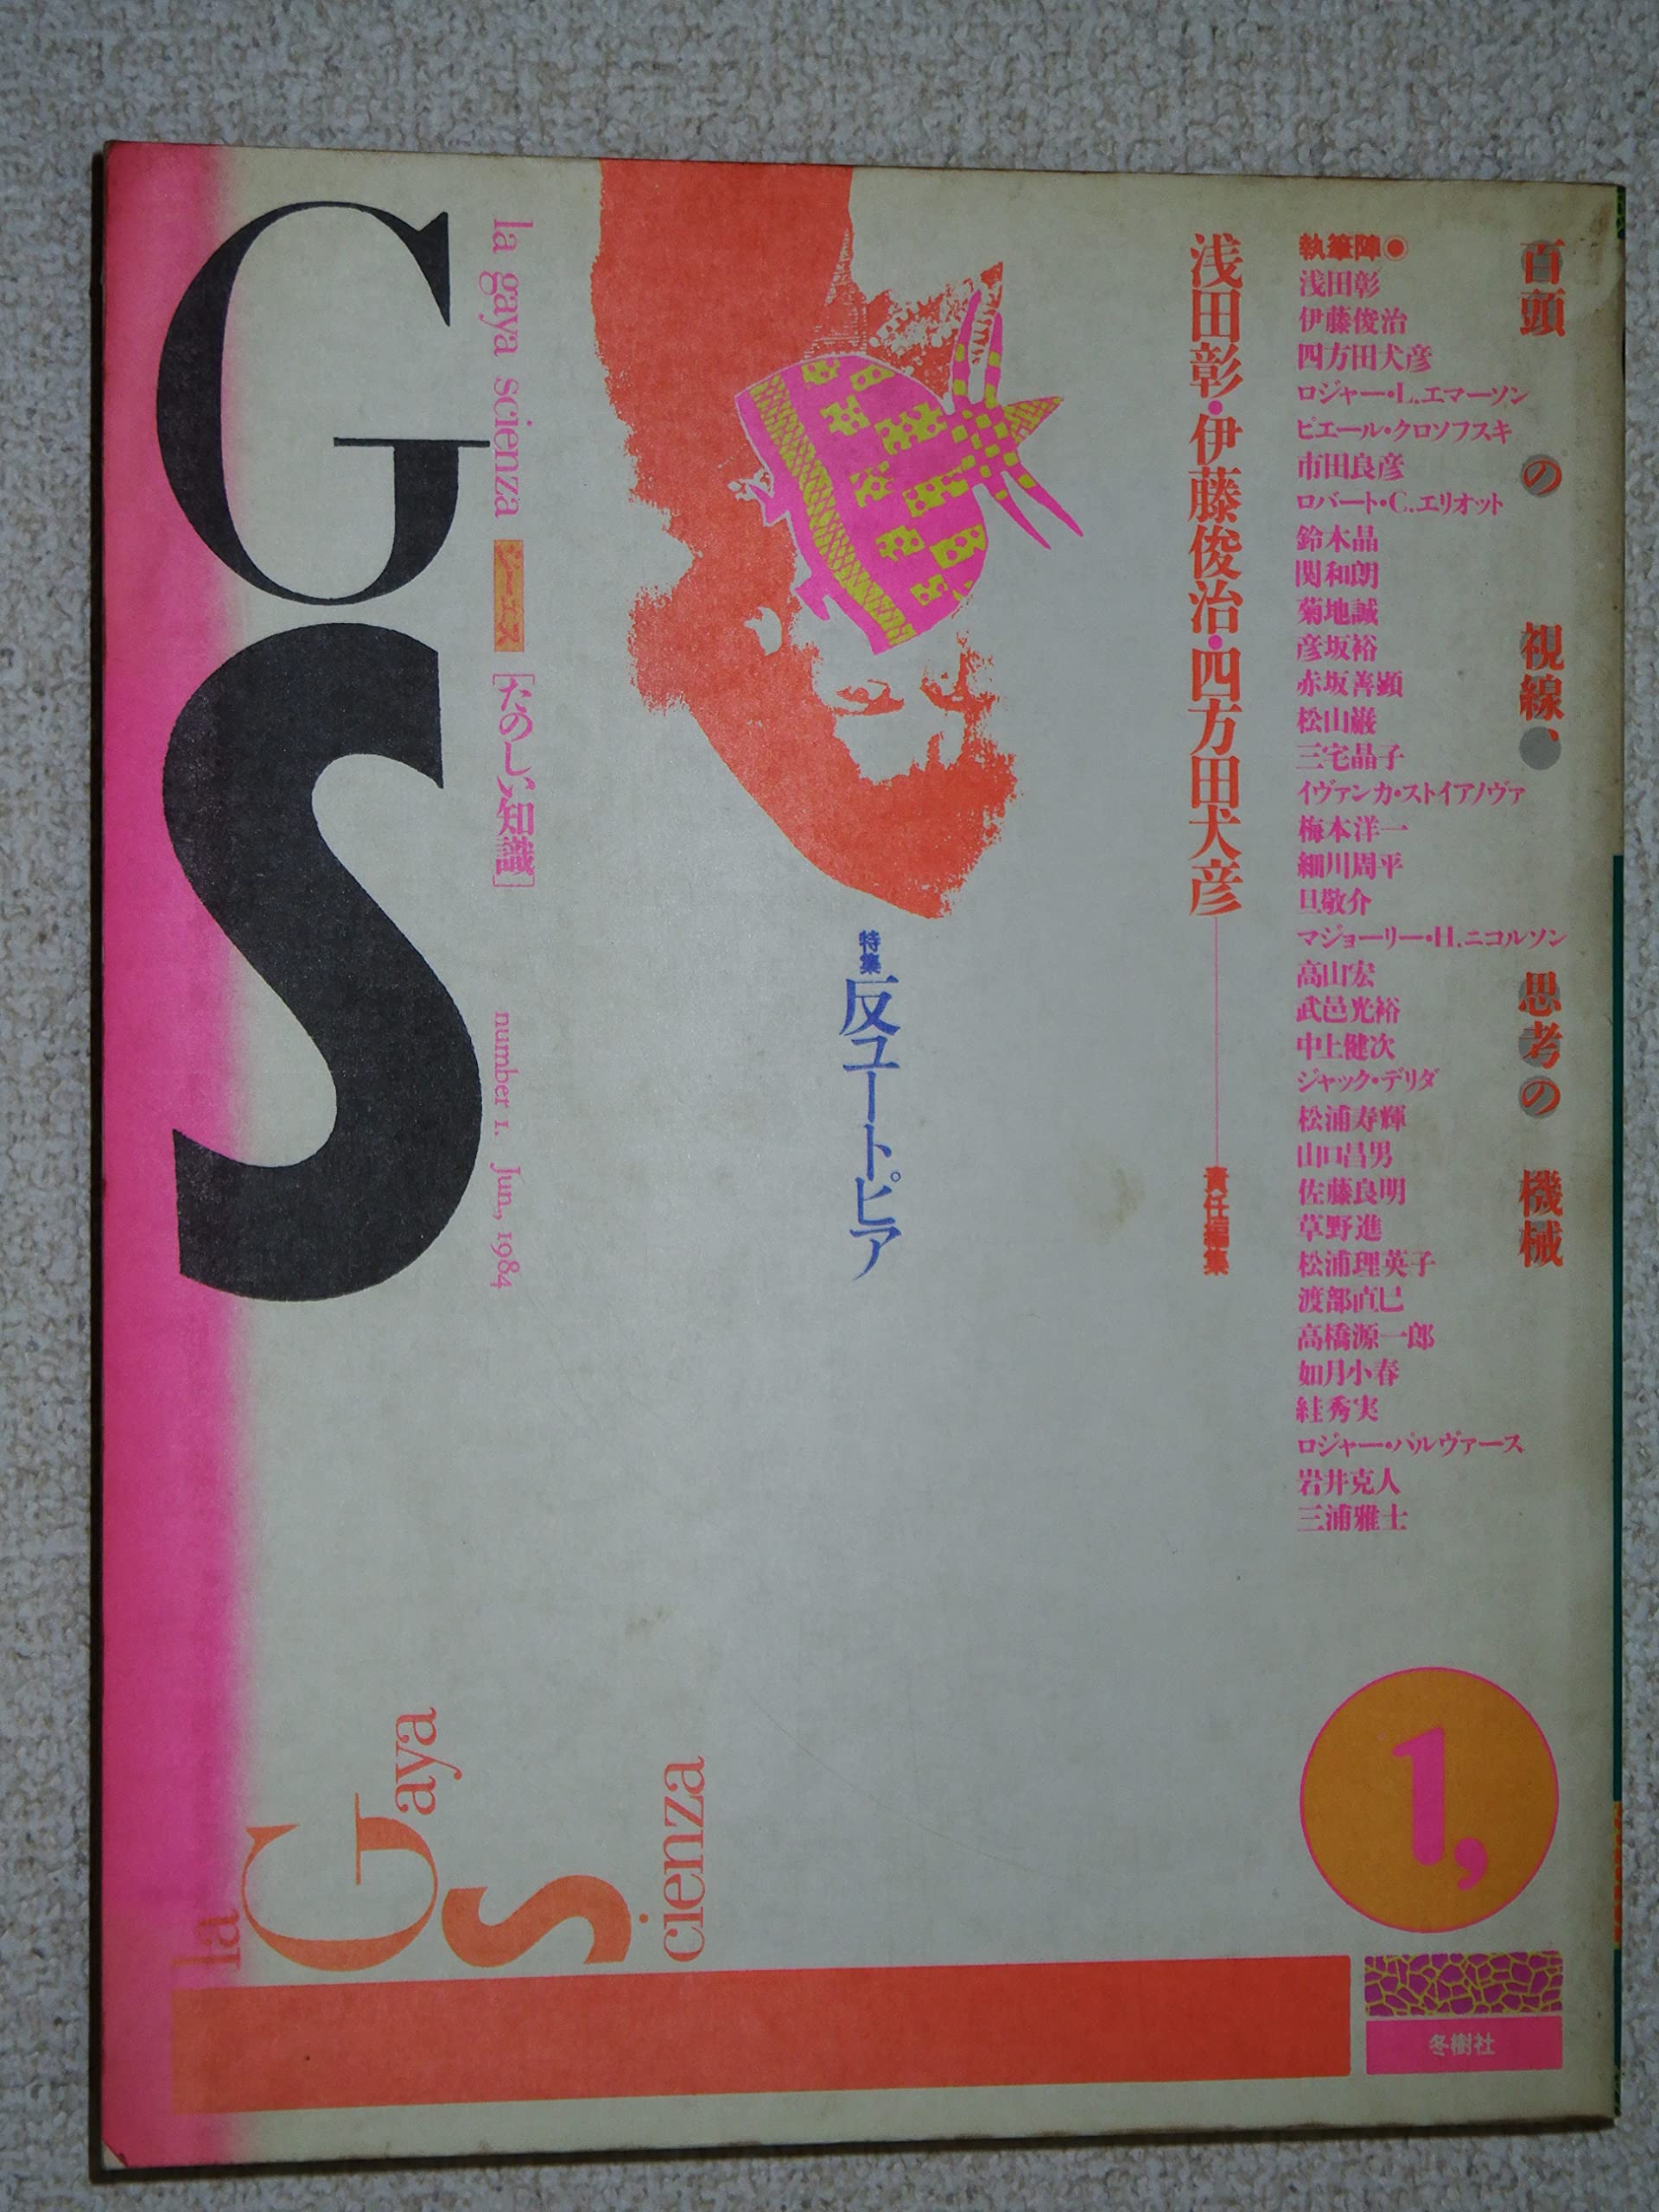 百頭の視線、思考の機械
執筆陣◉
浅田彰
伊藤俊治
四方田犬彦
ロジャー・L.エマーソン
ピエール・クロソフスキ
市田良彦
ロバート・C.エリオット
鈴木晶
関和朗
菊地誠
彦坂裕
赤坂善顕
松山巌
三宅晶子
イヴァンカ・ストイアノヴァ
梅本洋一
細川周平
旦敬介
マジョーリー・H.ニコルソン
高山宏
武邑光裕
中上健次
ジャック・デリダ
松浦寿輝
山口昌男
佐藤良明
草野進
松浦理英子
渡部直巳
高橋源一郎
如月小春
絓秀実
ロジャー・パルヴァース
岩井克人
三浦雅士
浅田彰・伊藤俊治・四方田犬彦 責任編集
特集
反ユートピア
la gaya scienza ジーエス [たのしい知識] number 1. Jun., 1984
GS
la
Gaya
Scienza
1,
冬樹社